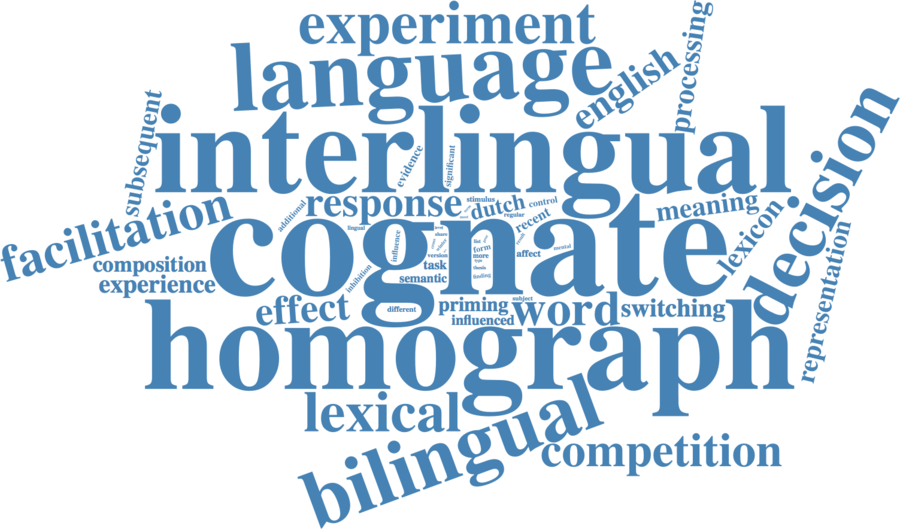 experiment
processing
language
english
subsequent
interlingual
decision
evidence
significant
facilitation
additional
response
stimulus
dutch
control
regular
recent
meaning
lexicon
lingual
cognate
influence
share
version
form
more
affect
mental
composition
task
experience
inhibition
semantic
finding
representation
effect
different
priming
subject
word
switching
influenced
homograph
lexical
bilingual
competition